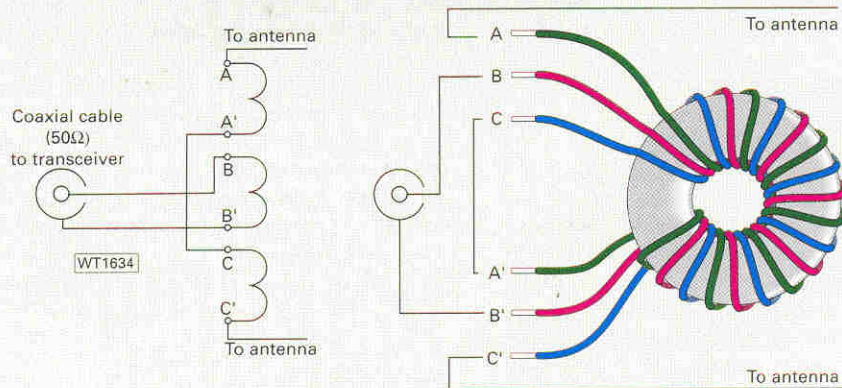 To antenna
A
Coaxial cable
(50Ω)
to transceiver
A'
B
B'
WT1634
C
C'
To antenna
A
To antenna
B
C
A'
B'
C'
To antenna